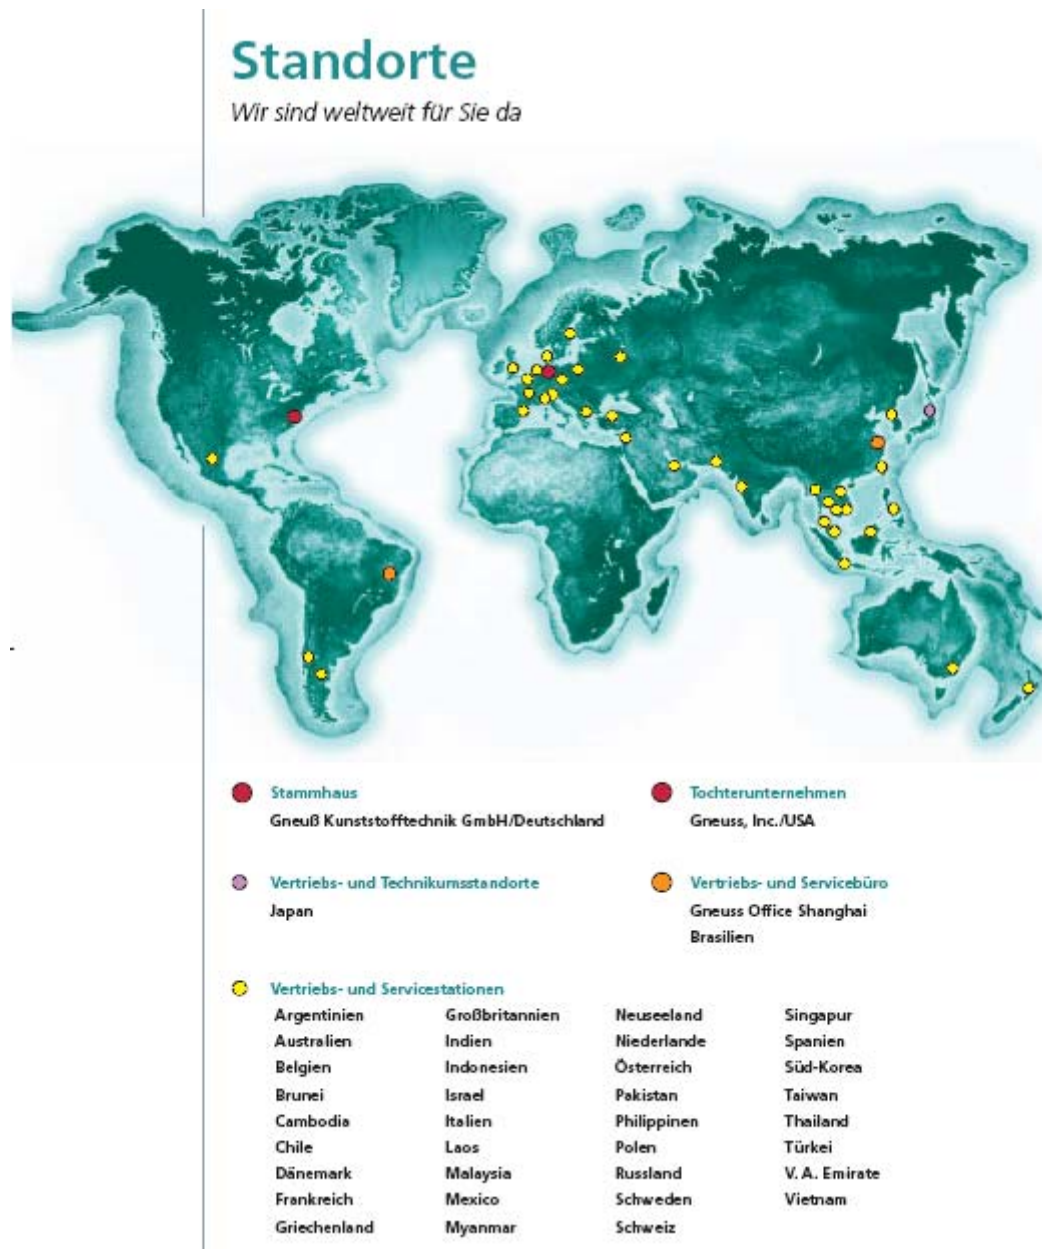 Standorte
Wir sind weltweit für Sie da
Stammhaus
Gneuß Kunststofftechnik GmbH/Deutschland
Tochterunternehmen
Gneuss, Inc./USA
Vertriebs- und Technikumsstandorte
Japan
Vertriebs- und Servicebüro
Gneuss Office Shanghai
Brasilien
Vertriebs- und Servicestationen
Argentinien
Australien
Belgien
Brunei
Cambodia
Chile
Dänemark
Frankreich
Griechenland
Großbritannien
Indien
Indonesien
Israel
Italien
Laos
Malaysia
Mexico
Myanmar
Neuseeland
Niederlande
Österreich
Pakistan
Philippinen
Polen
Russland
Schweden
Schweiz
Singapur
Spanien
Süd-Korea
Taiwan
Thailand
Türkei
V. A. Emirate
Vietnam